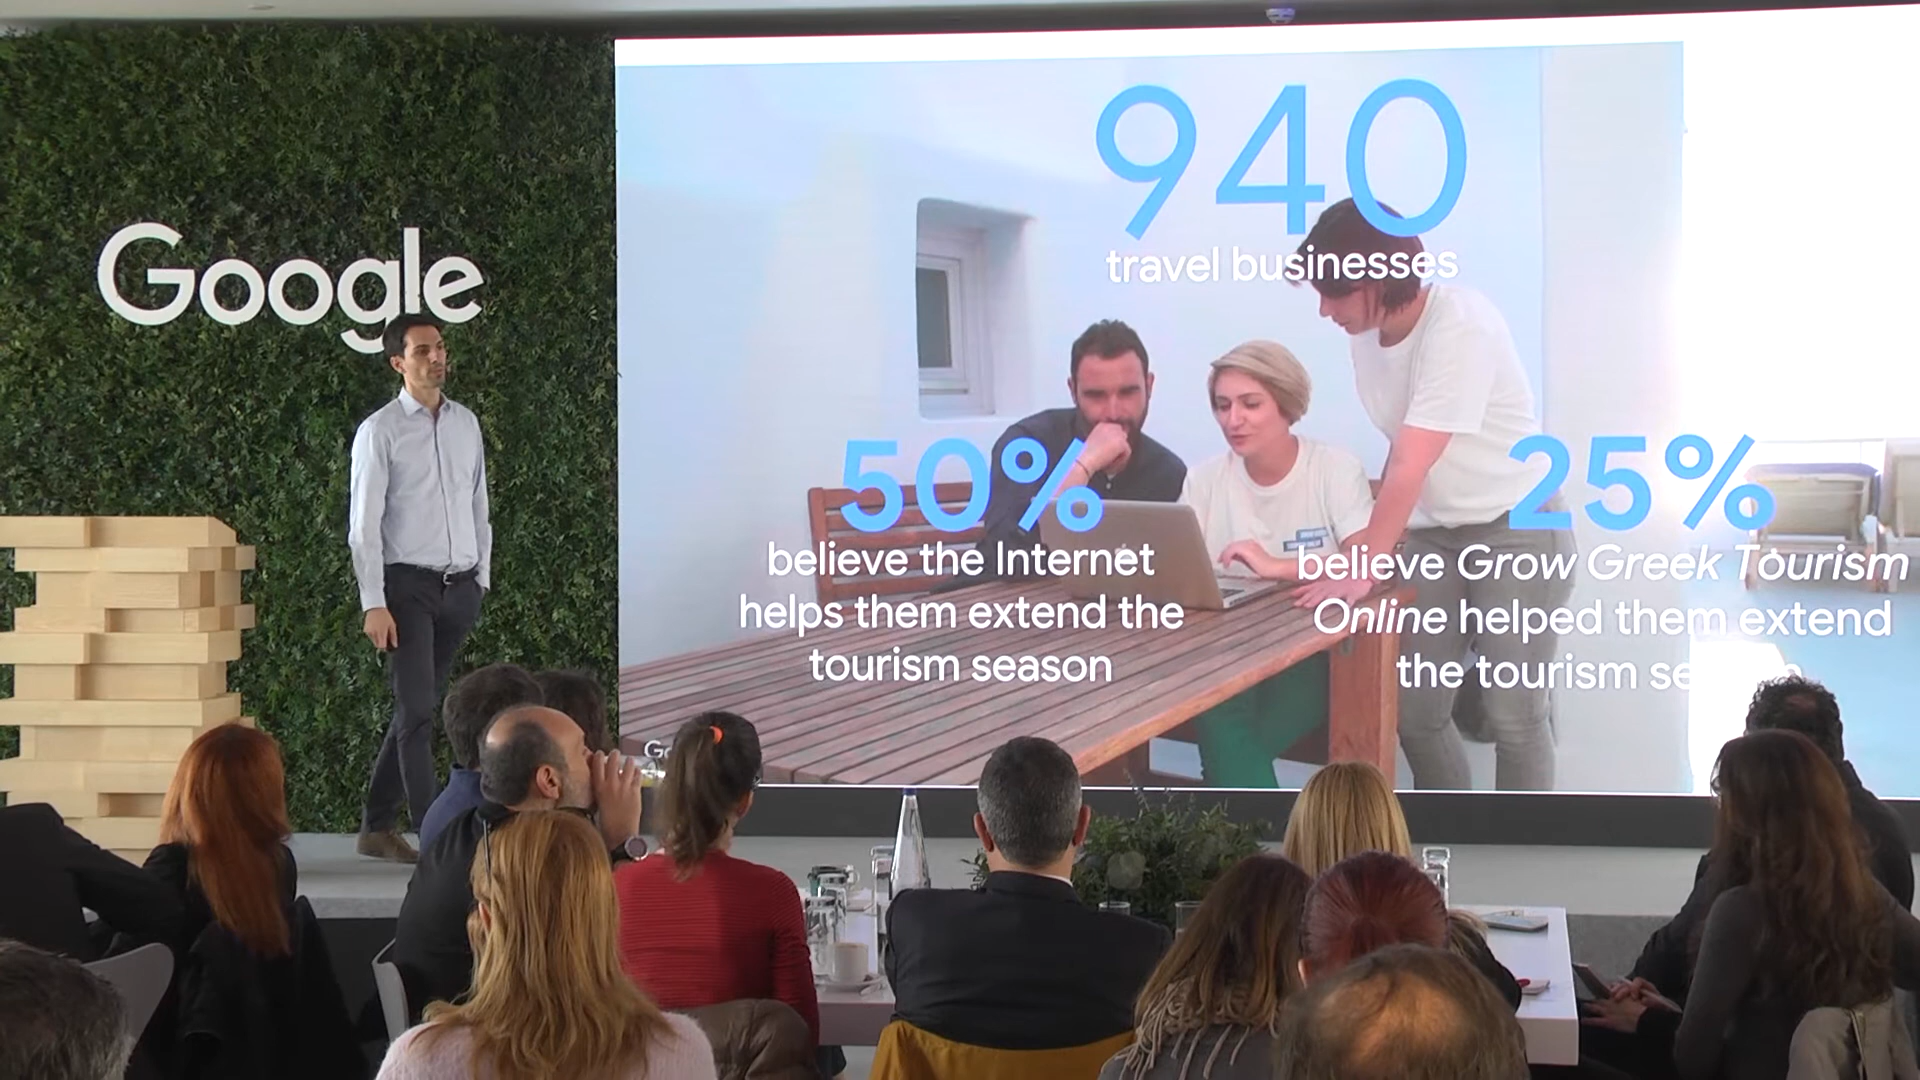 Google
940
travel businesses
50%
believe the Internet
helps them extend the
tourism season
25%
believe Grow Greek Tourism
Online helped them extend
the tourism